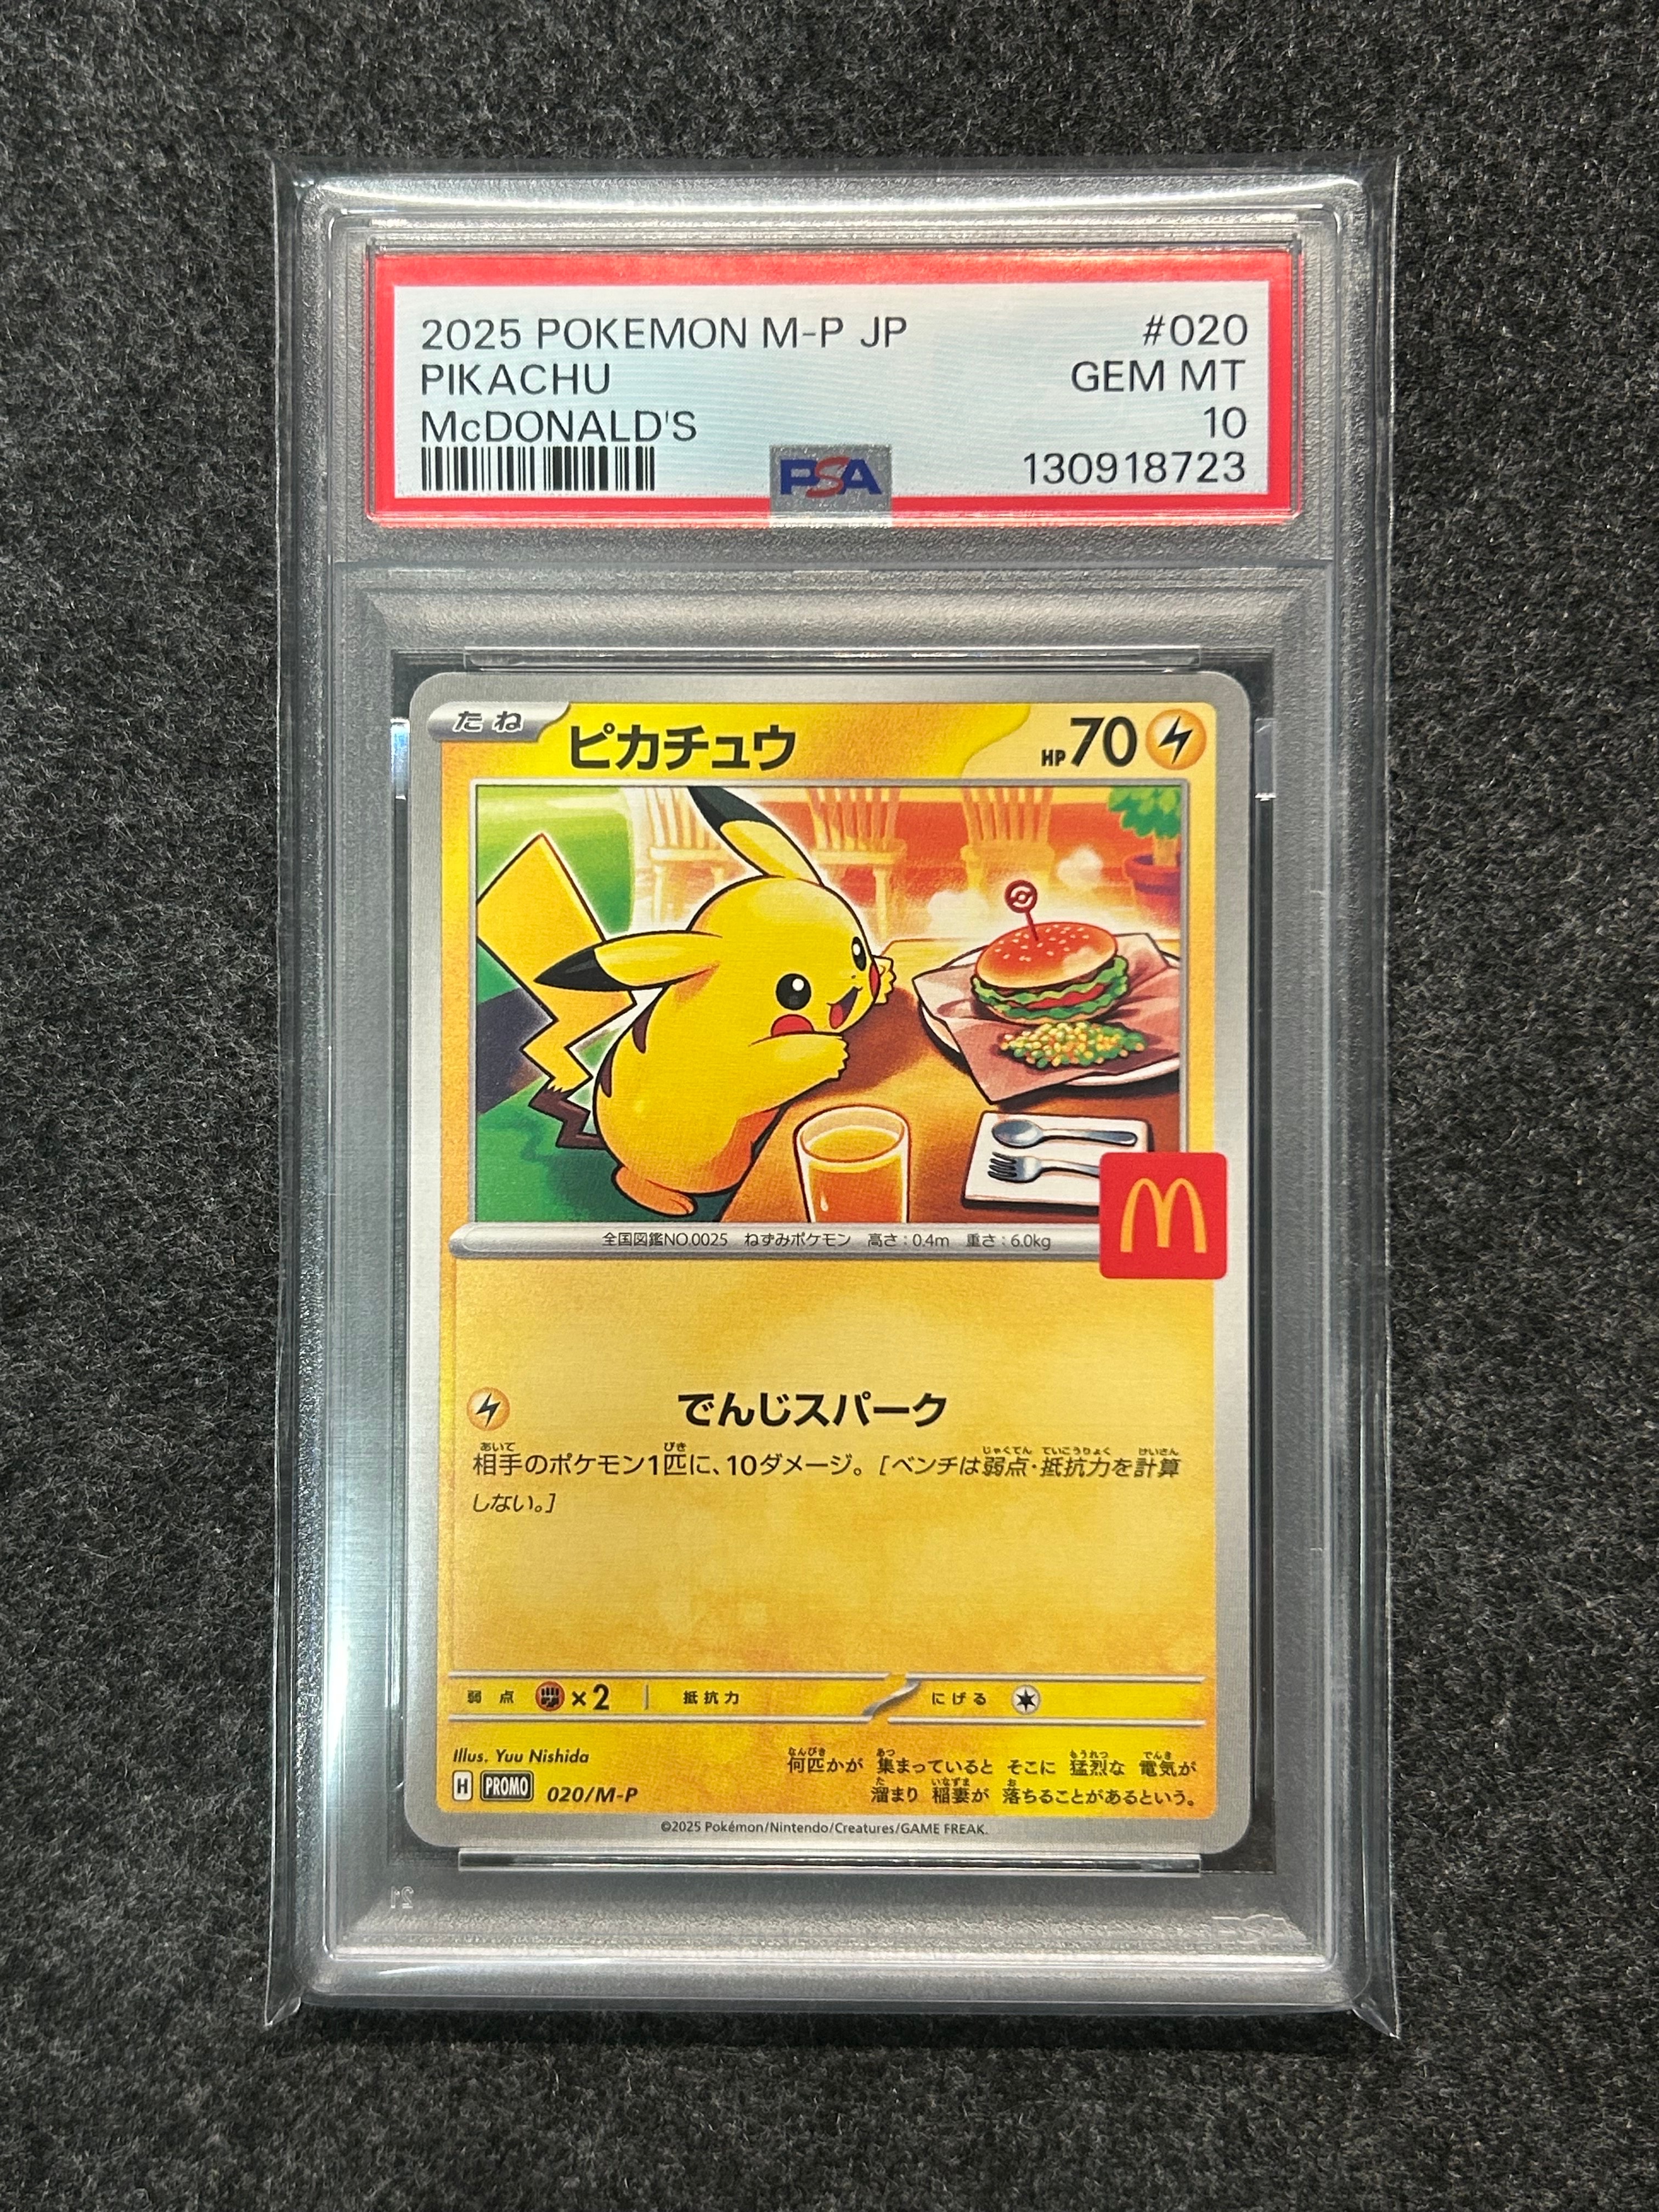 2025 POKEMON M-P JP #020
PIKACHU GEM MT
McDONALD'S 10
PSA 130918723
たね ピカチュウ HP70
全国図鑑NO.0025 ねずみポケモン 高さ:0.4m 重さ:6.0kg
でんじスパーク
相手のポケモン1匹に、10ダメージ。[ベンチは弱点・抵抗力を計算
しない。]
弱点 ×2 抵抗力 にげる
Illus. Yuu Nishida
何匹かが 集まっていると そこに 猛烈な 電気が
溜まり 稲妻が 落ちることがあるという。
H PROMO 020/M-P
©2025 Pokémon/Nintendo/Creatures/GAME FREAK.